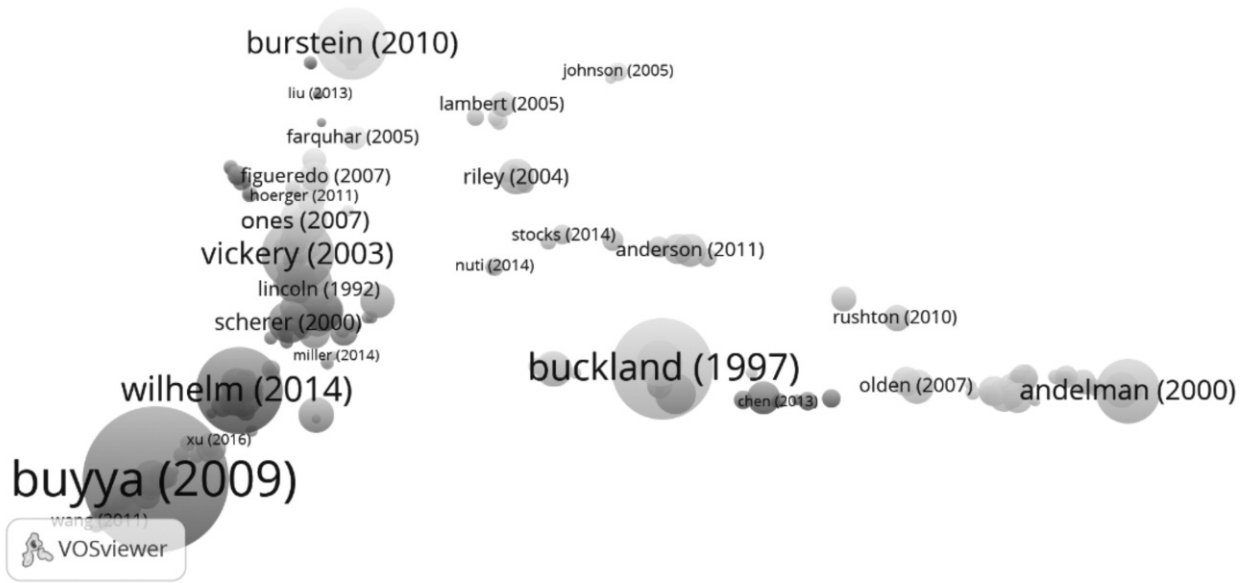 burstein (2010)
johnson (2005)
liu (2013)
lambert (2005)
farquhar (2005)
figueredo (2007)
riley (2004)
hoerger (2011)
ones (2007)
stocks (2014)
vickery (2003)
anderson (2011)
nuti (2014)
lincoln (1992)
rushton (2010)
scherer (2000)
miller (2014)
buckland (1997)
wilhelm (2014)
olden (2007)
andelman (2000)
chen (2013)
xu (2016)
buyya (2009)
wang (2011)
VOSviewer